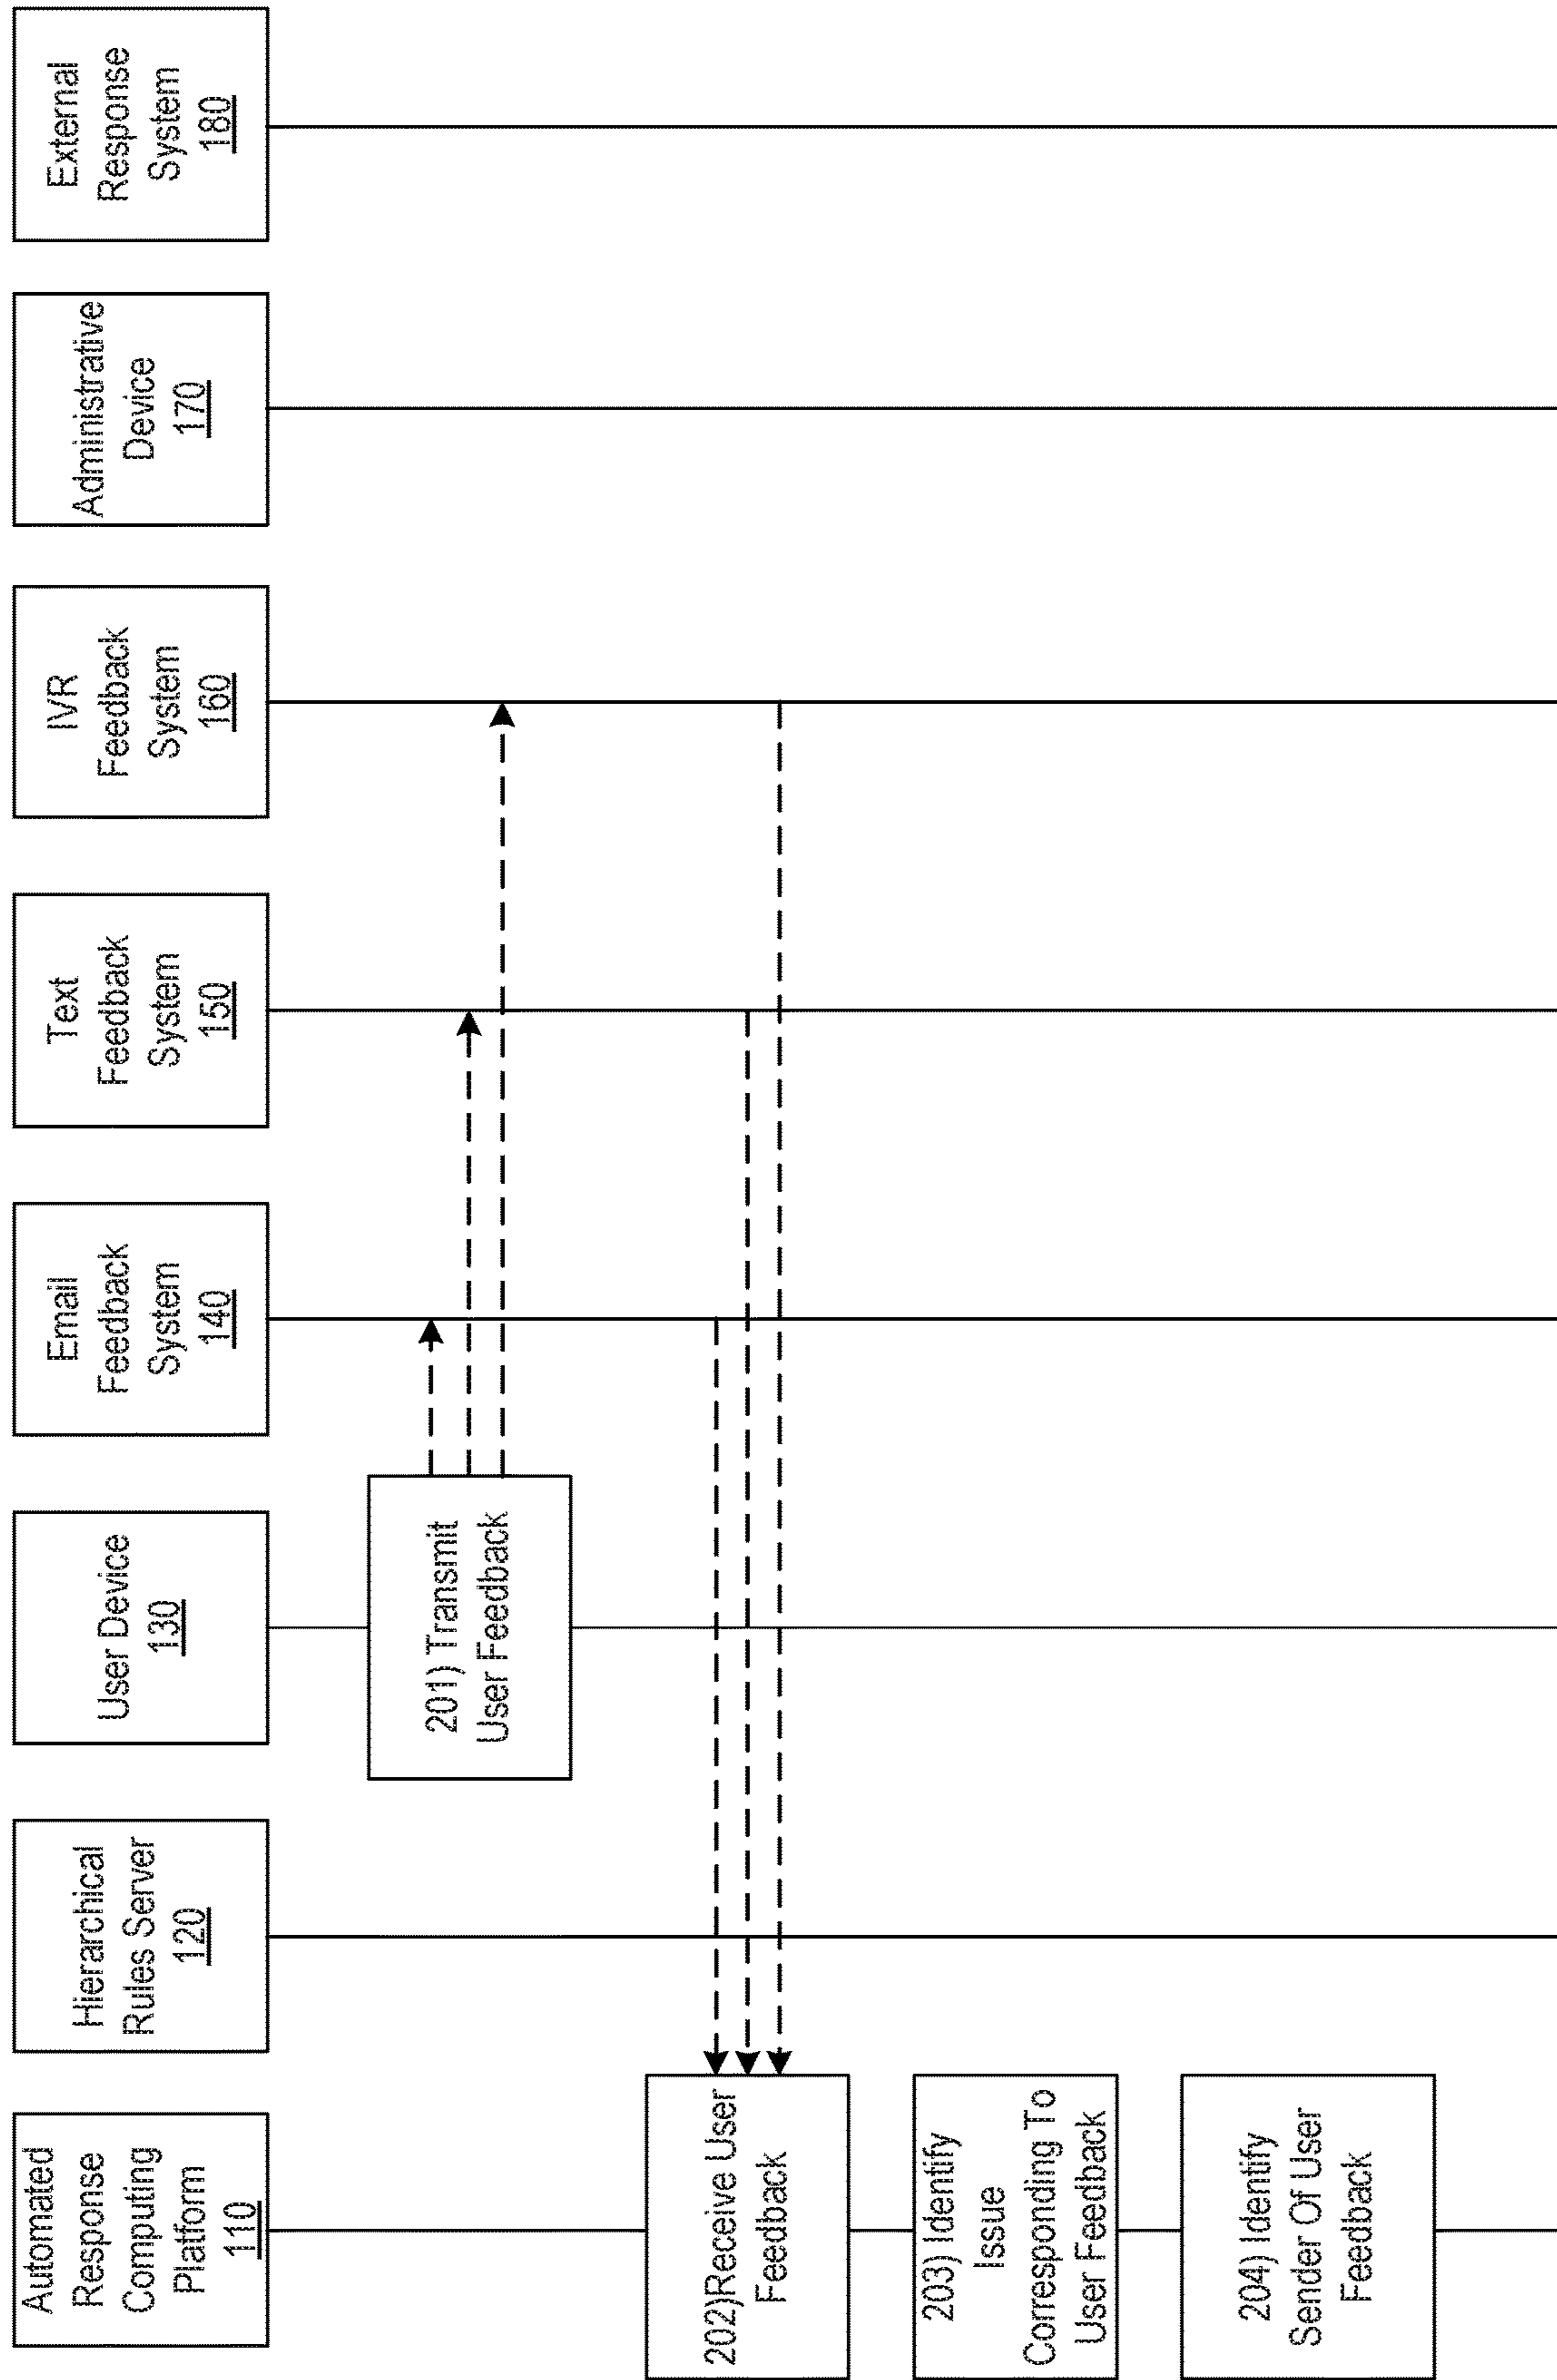 Automated
Response
Computing
Platform
110
Hierarchical
Rules Server
120
User Device
130
Email
Feedback
System
140
Text
Feedback
System
150
IVR
Feedback
System
160
Administrative
Device
170
External
Response
System
180
201) Transmit
User Feedback
202)Receive User
Feedback
203) Identify
Issue
Corresponding To
User Feedback
204) Identify
Sender Of User
Feedback